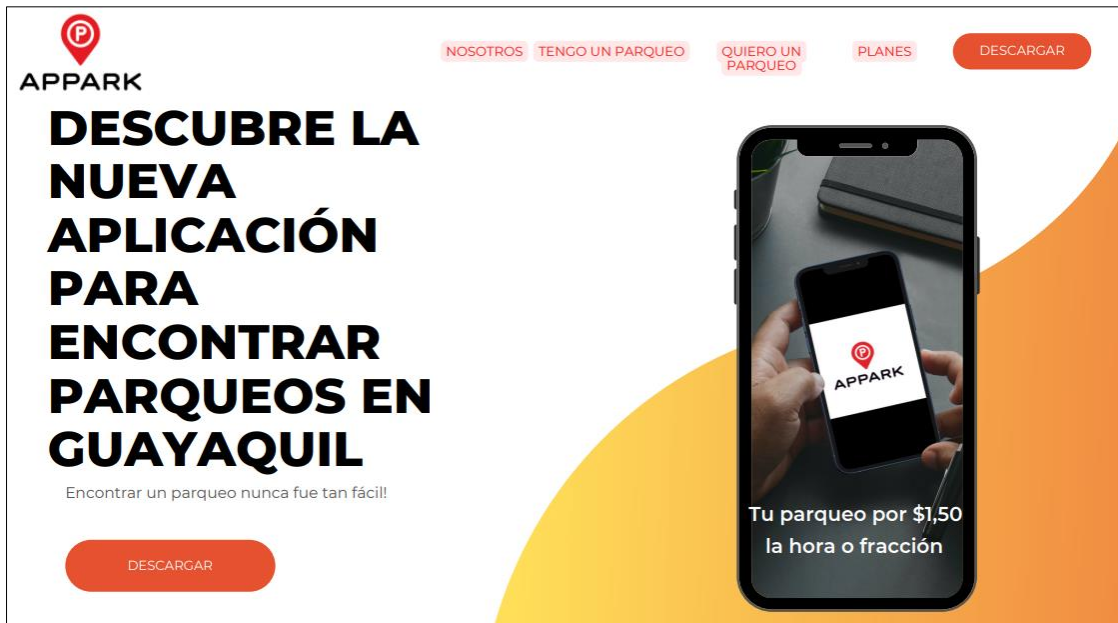 P
APPARK
NOSOTROS
TENGO UN PARQUEO
QUIERO UN
PARQUEO
PLANES
DESCARGAR
DESCUBRE LA
NUEVA
APLICACIÓN
PARA
ENCONTRAR
PARQUEOS EN
GUAYAQUIL
Encontrar un parqueo nunca fue tan fácil!
DESCARGAR
P
APPARK
Tu parqueo por $1,50
la hora o fracción